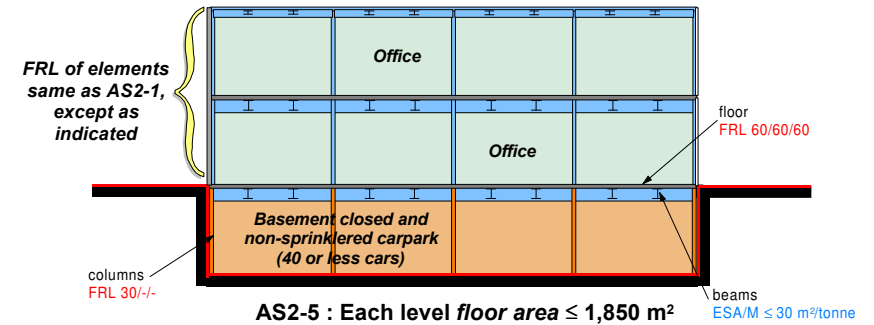 Office
FRL of elements
same as AS2-1,
except as
indicated
floor
FRL 60/60/60
Office
Basement closed and
non-sprinklered carpark
(40 or less cars)
columns
FRL 30/-/-
beams
ESA/M ≤ 30 m²/tonne
AS2-5 : Each level floor area ≤ 1,850 m²